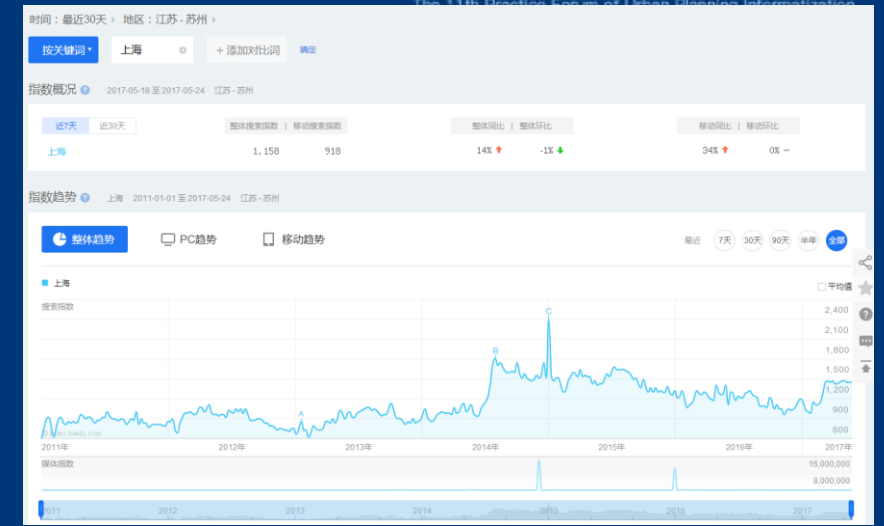 The 11th Practice Forum of Urban Planning Informatization
时间：最近30天 地区：江苏-苏州
按关键词 上海 +添加对比词 确定
指数概况 2017-05-18 至 2017-05-24 江苏-苏州
近7天 近30天 整体搜索指数 | 移动搜索指数 整体同比 | 整体环比 移动同比 | 移动环比
上海 1,158 918 14% -1% 34% 0% –
指数趋势 上海 2011-01-01 至 2017-05-24 江苏-苏州
整体趋势 PC趋势 移动趋势 最近 7天 30天 90天 半年 全部
上海 平均值
搜索指数
2,400
2,100
1,800
1,500
1,200
900
600
A
B
C
2011年 2012年 2013年 2014年 2015年 2016年 2017年
媒体指数
16,000,000
8,000,000
2011 2012 2013 2014 2015 2016 2017